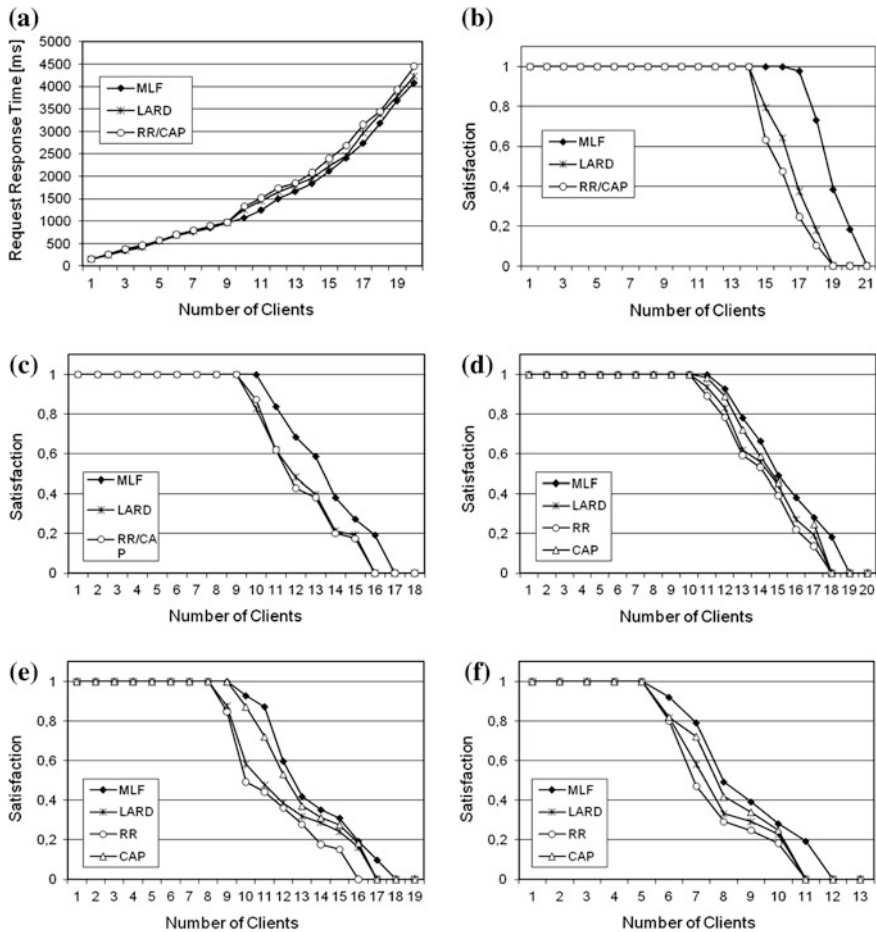 (a)
Request Response Time [ms]
5000
4500
4000
3500
3000
2500
2000
1500
1000
500
0
MLF
LARD
RR/CAP
1 3 5 7 9 11 13 15 17 19
Number of Clients
(b)
Satisfaction
1
0,8
0,6
0,4
0,2
0
MLF
LARD
RR/CAP
1 3 5 7 9 11 13 15 17 19 21
Number of Clients
(c)
Satisfaction
1
0,8
0,6
0,4
0,2
0
MLF
LARD
RR/CA
P
1 2 3 4 5 6 7 8 9 10 11 12 13 14 15 16 17 18
Number of Clients
(d)
Satisfaction
1
0,8
0,6
0,4
0,2
0
MLF
LARD
RR
CAP
1 2 3 4 5 6 7 8 9 10 11 12 13 14 15 16 17 18 19 20
Number of Clients
(e)
Satisfaction
1
0,8
0,6
0,4
0,2
0
MLF
LARD
RR
CAP
1 2 3 4 5 6 7 8 9 10 11 12 13 14 15 16 17 18 19
Number of Clients
(f)
Satisfaction
1
0,8
0,6
0,4
0,2
0
MLF
LARD
RR
CAP
1 2 3 4 5 6 7 8 9 10 11 12 13
Number of Clients